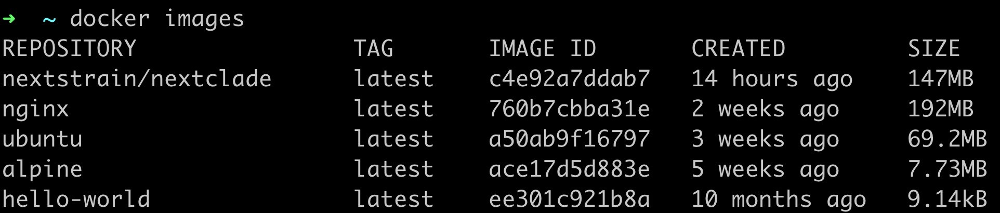 ➜  ~ docker images
REPOSITORY                TAG       IMAGE ID       CREATED         SIZE
nextstrain/nextclade      latest    c4e92a7ddab7   14 hours ago    147MB
nginx                     latest    760b7cbba31e   2 weeks ago     192MB
ubuntu                    latest    a50ab9f16797   3 weeks ago     69.2MB
alpine                    latest    ace17d5d883e   5 weeks ago     7.73MB
hello-world               latest    ee301c921b8a   10 months ago   9.14kB